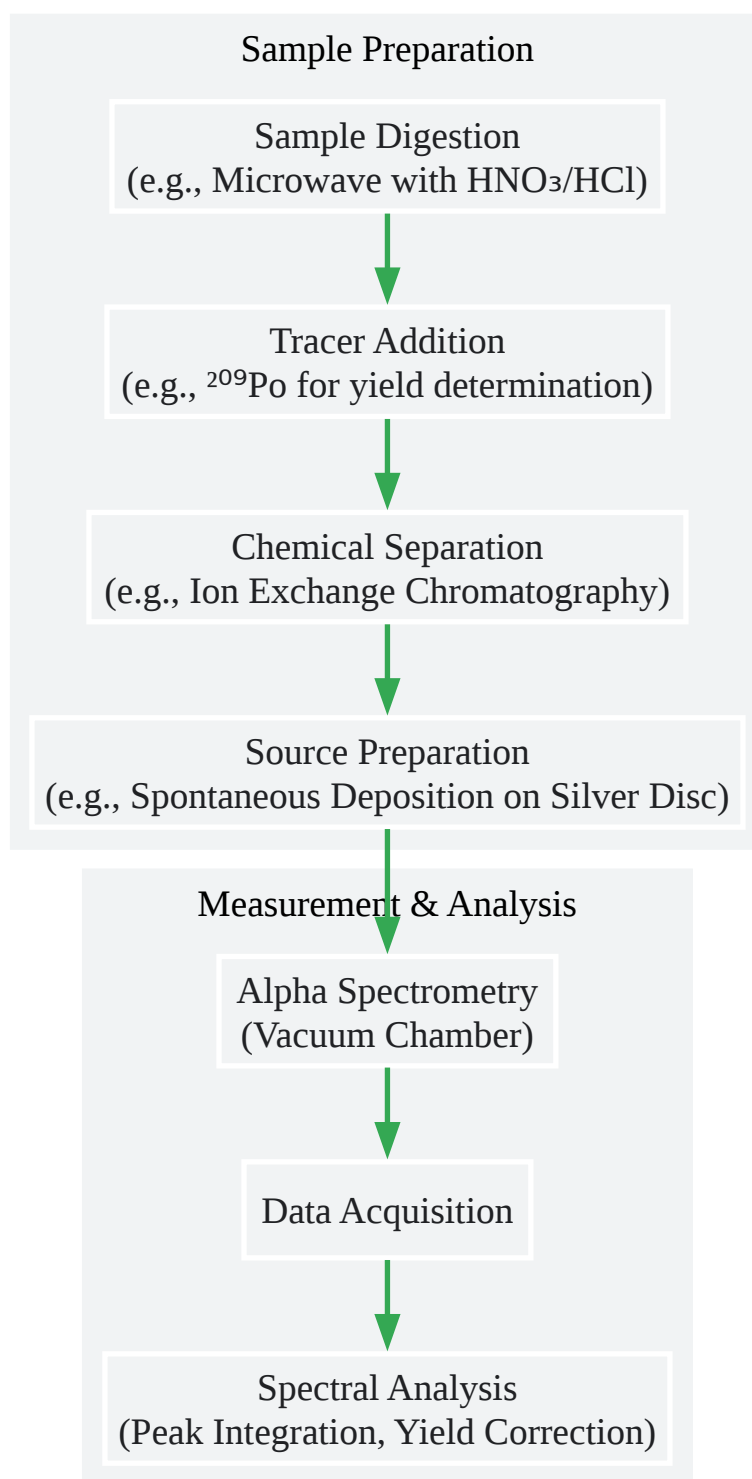 Sample Preparation
Sample Digestion
(e.g., Microwave with HNO₃/HCl)
Tracer Addition
(e.g., ²⁰⁹Po for yield determination)
Chemical Separation
(e.g., Ion Exchange Chromatography)
Source Preparation
(e.g., Spontaneous Deposition on Silver Disc)
Measurement & Analysis
Alpha Spectrometry
(Vacuum Chamber)
Data Acquisition
Spectral Analysis
(Peak Integration, Yield Correction)